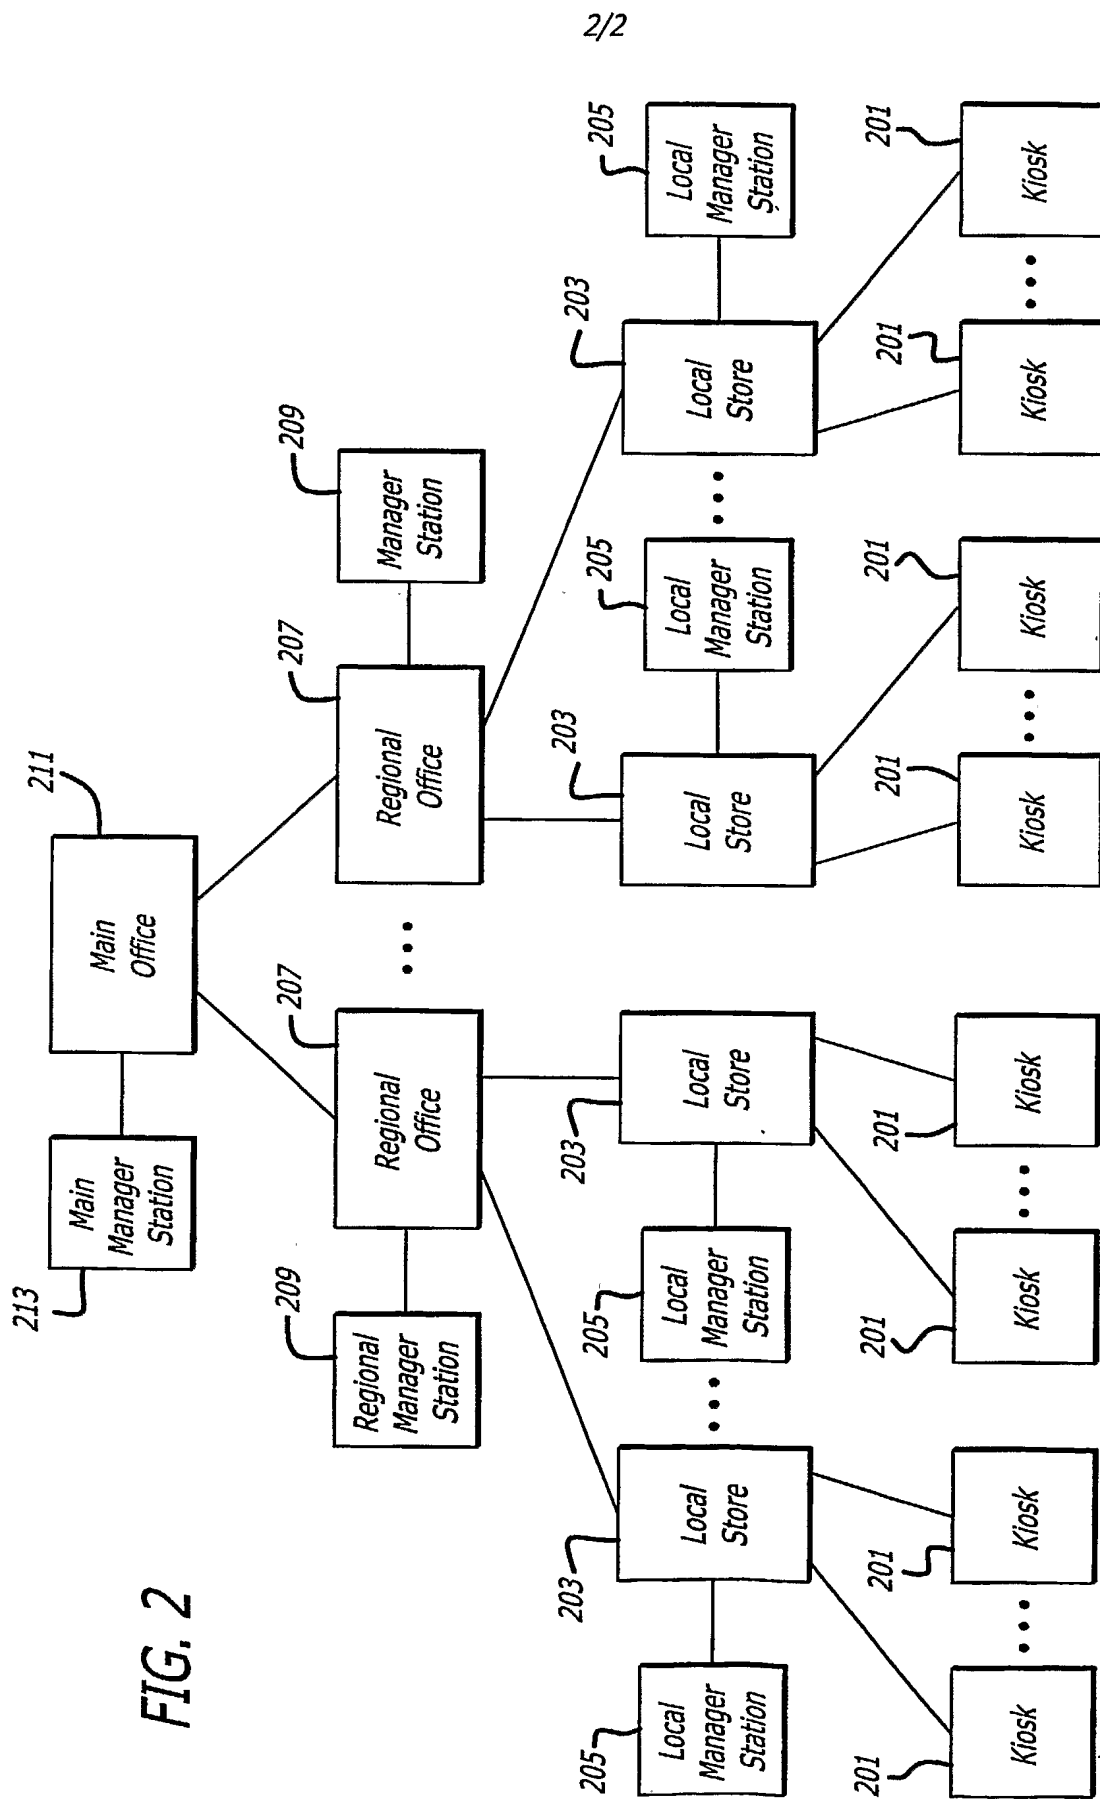 2/2
FIG. 2
213
Main
Manager
Station
211
Main
Office
209
Regional
Manager
Station
207
Regional
Office
207
Regional
Office
209
Manager
Station
205
Local
Manager
Station
203
Local
Store
205
Local
Manager
Station
203
Local
Store
203
Local
Store
205
Local
Manager
Station
203
Local
Store
205
Local
Manager
Station
201
Kiosk
201
Kiosk
201
Kiosk
201
Kiosk
201
Kiosk
201
Kiosk
201
Kiosk
201
Kiosk